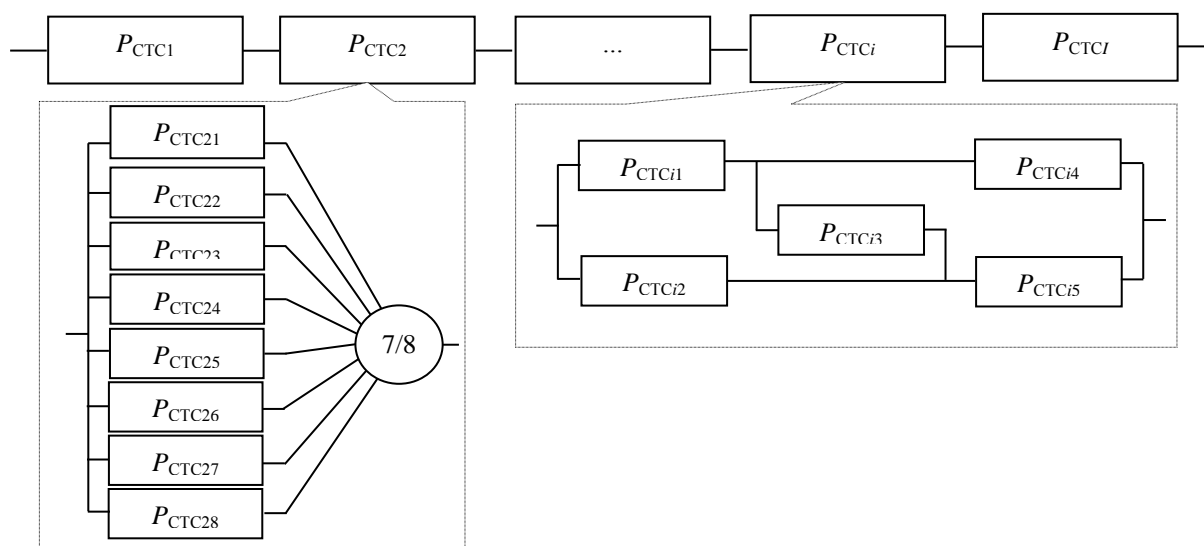 PCTC1 PCTC2 ... PCTCi PCTCI
PCTC21
PCTC22
PCTC23
PCTC24
PCTC25
PCTC26
PCTC27
PCTC28
7/8
PCTCi1 PCTCi4
PCTCi3
PCTCi2 PCTCi5